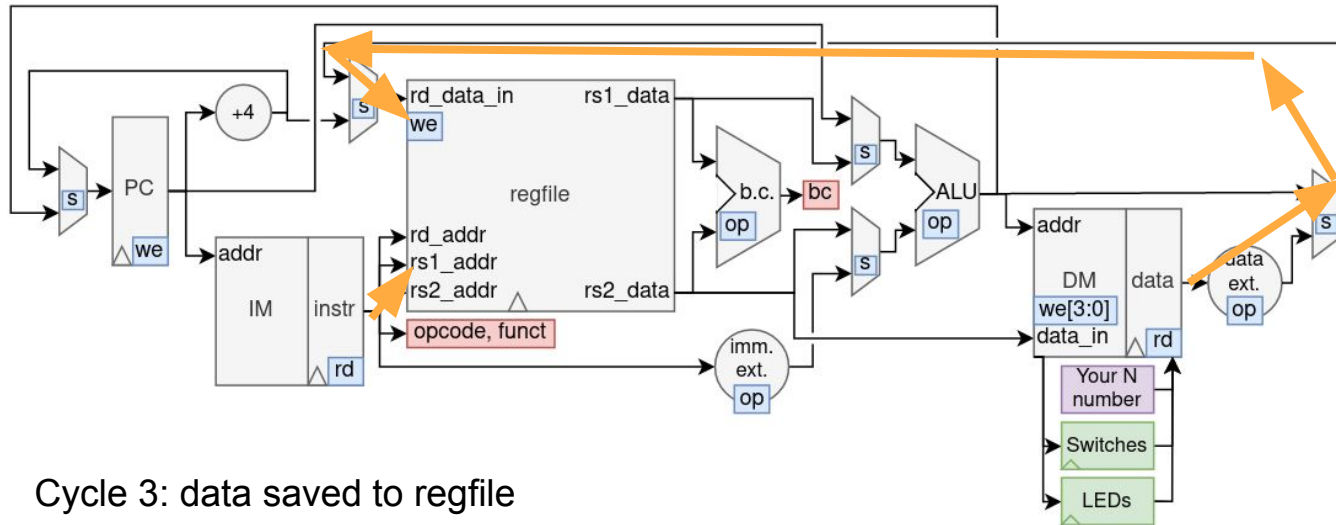 +4
s
rd_data_in
rs1_data
we
s
PC
we
regfile
s
b.c.
bc
op
ALU
op
s
rd_addr
rs1_addr
rs2_addr
rs2_data
addr
IM
instr
rd
opcode, funct
imm.
ext.
op
addr
DM
data
we[3:0]
data_in
rd
data
ext.
op
s
Your N
number
Switches
LEDs
Cycle 3: data saved to regfile